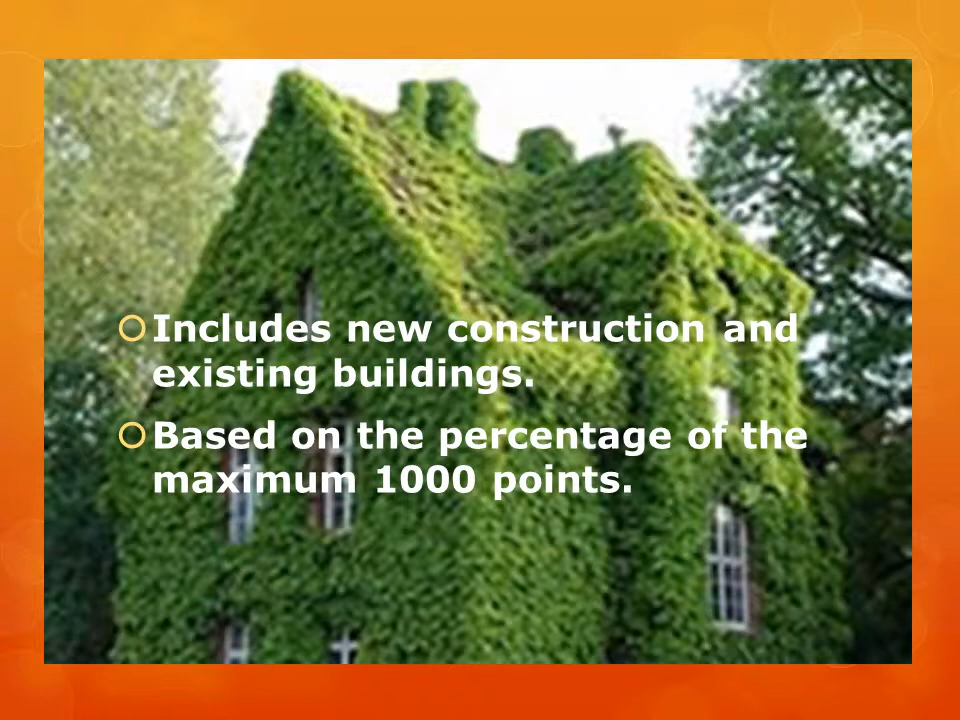 Includes new construction and
existing buildings.
Based on the percentage of the
maximum 1000 points.